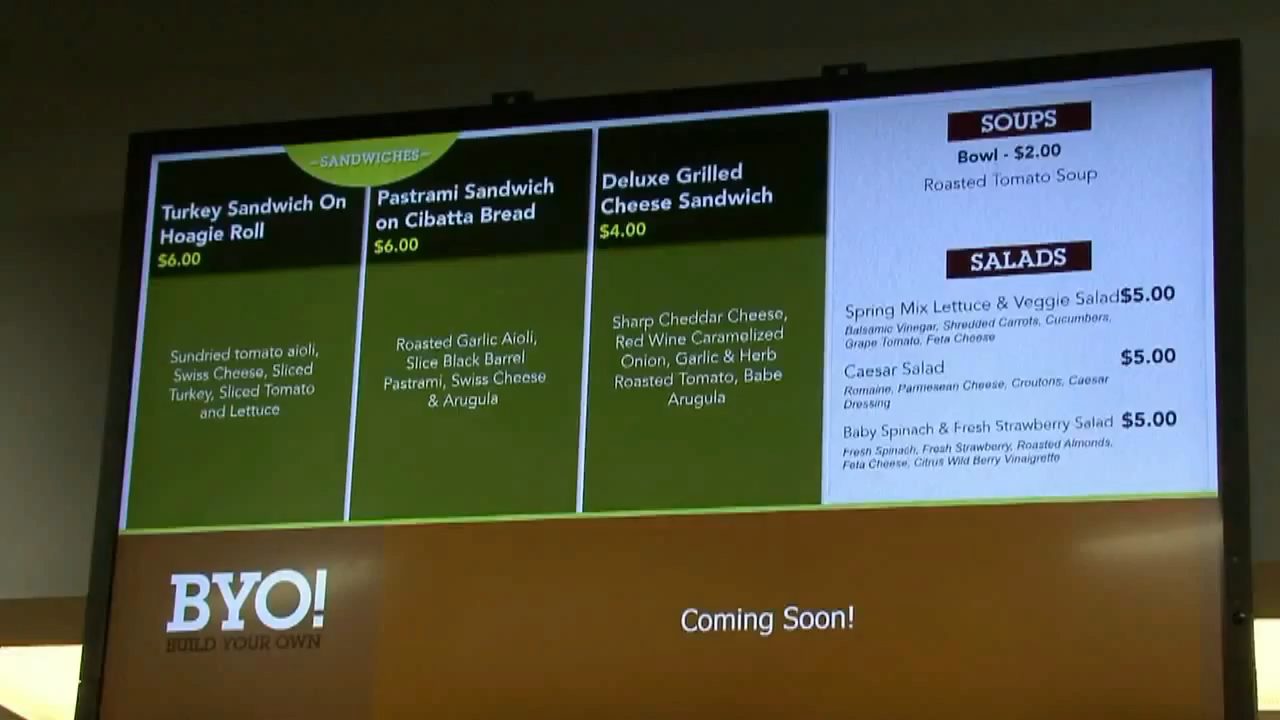 –SANDWICHES–
Turkey Sandwich On
Hoagie Roll
$6.00
Sundried tomato aioli,
Swiss Cheese, Sliced
Turkey, Sliced Tomato
and Lettuce
Pastrami Sandwich
on Cibatta Bread
$6.00
Roasted Garlic Aioli,
Slice Black Barrel
Pastrami, Swiss Cheese
& Arugula
Deluxe Grilled
Cheese Sandwich
$4.00
Sharp Cheddar Cheese,
Red Wine Caramelized
Onion, Garlic & Herb
Roasted Tomato, Babe
Arugula
SOUPS
Bowl - $2.00
Roasted Tomato Soup
SALADS
Spring Mix Lettuce & Veggie Salad $5.00
Balsamic Vinegar, Shredded Carrots, Cucumbers,
Grape Tomato, Feta Cheese
Caesar Salad $5.00
Romaine, Parmesean Cheese, Croutons, Caesar
Dressing
Baby Spinach & Fresh Strawberry Salad $5.00
Fresh Spinach, Fresh Strawberry, Roasted Almonds,
Feta Cheese, Citrus Wild Berry Vinaigrette
BYO!
BUILD YOUR OWN
Coming Soon!